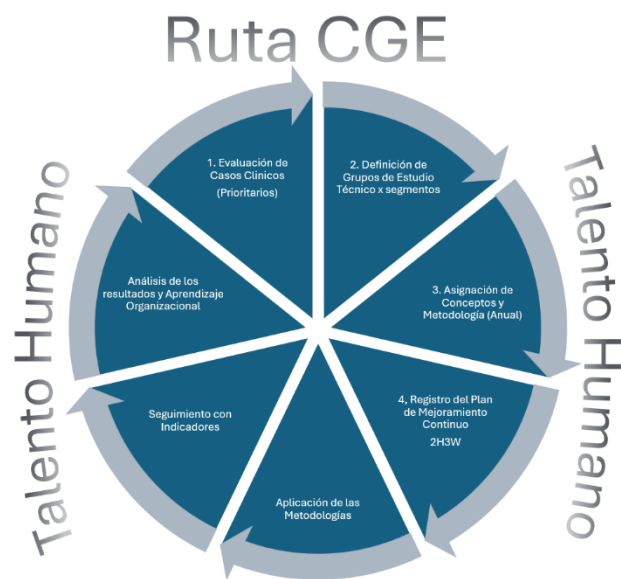 Ruta CGE
Talento Humano
Talento Humano
1. Evaluación de
Casos Clinicos
(Prioritarios)
2. Definición de
Grupos de Estudio
Técnico x segmentos
3. Asignación de
Conceptos y
Metodología (Anual)
4, Registro del Plan
de Mejoramiento
Continuo
2H3W
Aplicación de las
Metodologías
Seguimiento con
Indicadores
Análisis de los
resultados y Aprendizaje
Organizacional